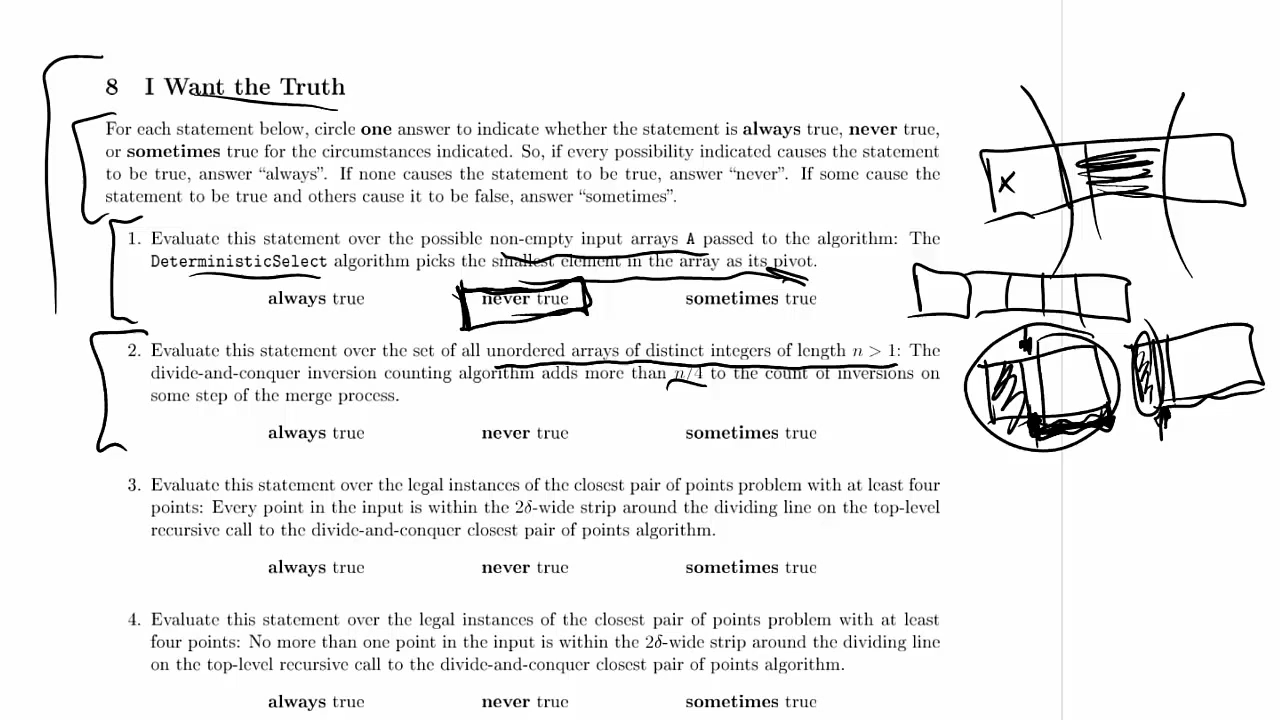 8 I Want the Truth
For each statement below, circle one answer to indicate whether the statement is always true, never true,
or sometimes true for the circumstances indicated. So, if every possibility indicated causes the statement
to be true, answer “always”. If none causes the statement to be true, answer “never”. If some cause the
statement to be true and others cause it to be false, answer “sometimes”.
1. Evaluate this statement over the possible non-empty input arrays A passed to the algorithm: The
DeterministicSelect algorithm picks the smallest element in the array as its pivot.
always true never true sometimes true
2. Evaluate this statement over the set of all unordered arrays of distinct integers of length n > 1: The
divide-and-conquer inversion counting algorithm adds more than n/4 to the count of inversions on
some step of the merge process.
always true never true sometimes true
3. Evaluate this statement over the legal instances of the closest pair of points problem with at least four
points: Every point in the input is within the 2δ-wide strip around the dividing line on the top-level
recursive call to the divide-and-conquer closest pair of points algorithm.
always true never true sometimes true
4. Evaluate this statement over the legal instances of the closest pair of points problem with at least
four points: No more than one point in the input is within the 2δ-wide strip around the dividing line
on the top-level recursive call to the divide-and-conquer closest pair of points algorithm.
always true never true sometimes true
X